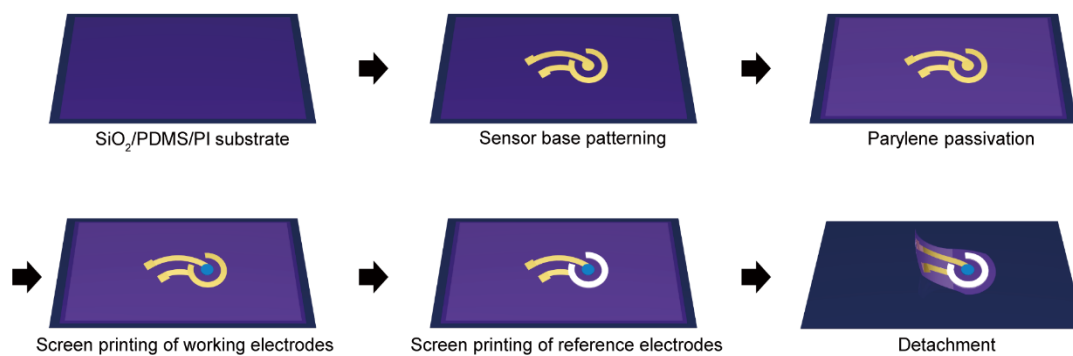 SiO₂/PDMS/PI substrate
Sensor base patterning
Parylene passivation
Screen printing of working electrodes
Screen printing of reference electrodes
Detachment